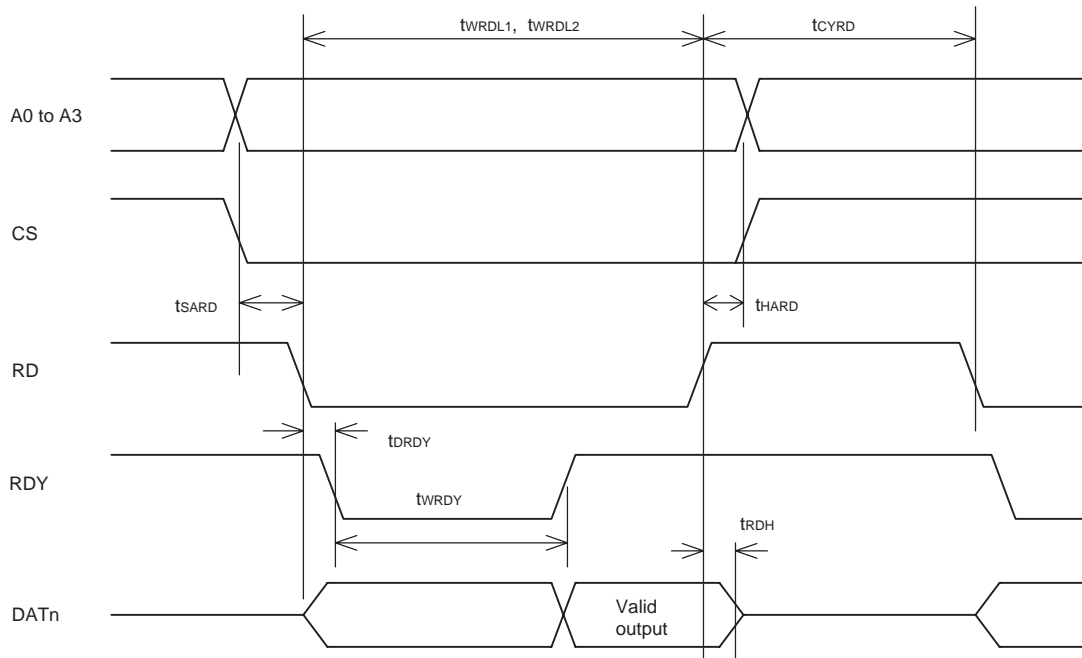 tWRDL1, tWRDL2
tCYRD
A0 to A3
CS
tSARD
tHARD
RD
tDRDY
RDY
tWRDY
tRDH
DATn
Valid
output